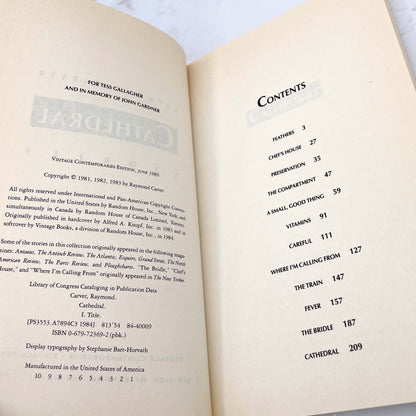 FOR TESS GALLAGHER
AND IN MEMORY OF JOHN GARDNER
CATHEDRAL
VINTAGE CONTEMPORARIES EDITION, JUNE 1989
Copyright © 1981, 1982, 1983 by Raymond Carver
All rights reserved under International and Pan-American Copyright Conven-
tions. Published in the United States by Random House, Inc., New York, and
simultaneously in Canada by Random House of Canada Limited, Toronto.
Originally published in hardcover by Alfred A. Knopf, Inc. in 1983 and in
softcover by Vintage Books, a division of Random House, Inc., in 1984.
Some of the stories in this collection originally appeared in the following maga-
zines: Antaeus, The Antioch Review, The Atlantic, Esquire, Grand Street, The North
American Review, The Paris Review, and Ploughshares. "The Bridle," "Chef's
House," and "Where I'm Calling From" originally appeared in The New Yorker.
Library of Congress Cataloging in Publication Data
Carver, Raymond.
Cathedral.
I. Title.
[PS3553.A7894C3 1984] 813'.54 84-40009
ISBN 0-679-72369-2 (pbk.)
Display typography by Stephanie Bart-Horvath
Manufactured in the United States of America
10 9 8 7 6 5 4 3 2 1
CONTENTS
FEATHERS 3
CHEF'S HOUSE 27
PRESERVATION 35
THE COMPARTMENT 47
A SMALL, GOOD THING 59
VITAMINS 91
CAREFUL 111
WHERE I'M CALLING FROM 127
THE TRAIN 147
FEVER 157
THE BRIDLE 187
CATHEDRAL 209